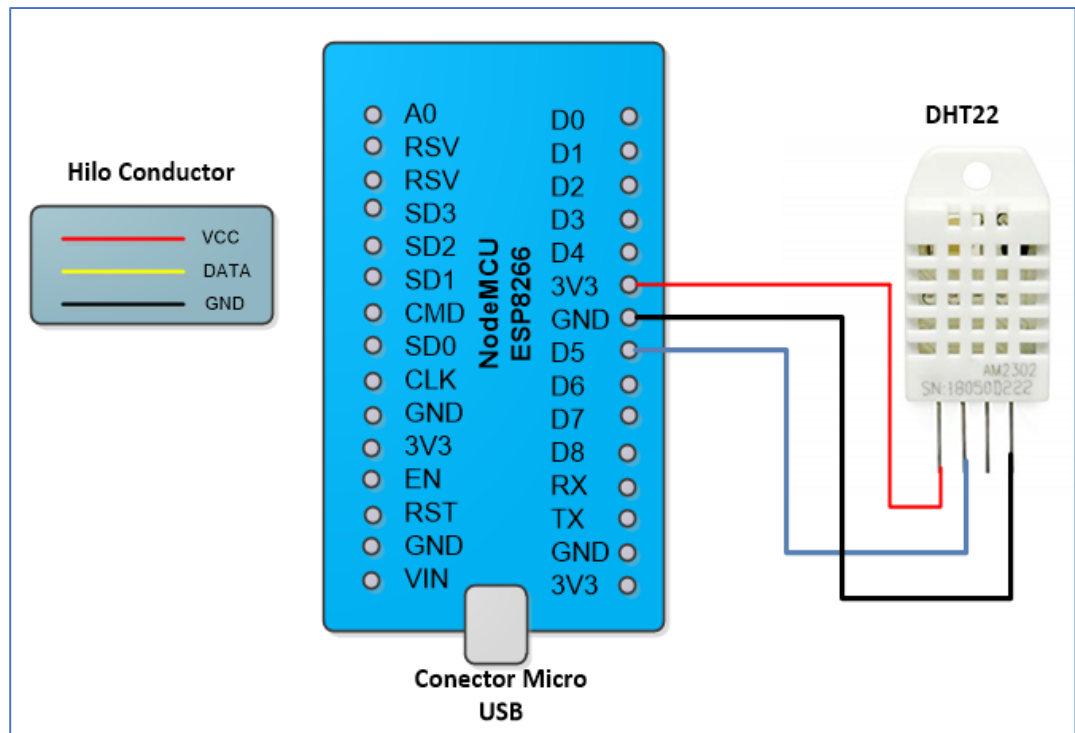 Hilo Conductor
VCC
DATA
GND
A0
RSV
RSV
SD3
SD2
SD1
CMD
SD0
CLK
GND
3V3
EN
RST
GND
VIN
NodeMCU
ESP8266
D0
D1
D2
D3
D4
3V3
GND
D5
D6
D7
D8
RX
TX
GND
3V3
Conector Micro
USB
DHT22
AM2302
SN:18050D222